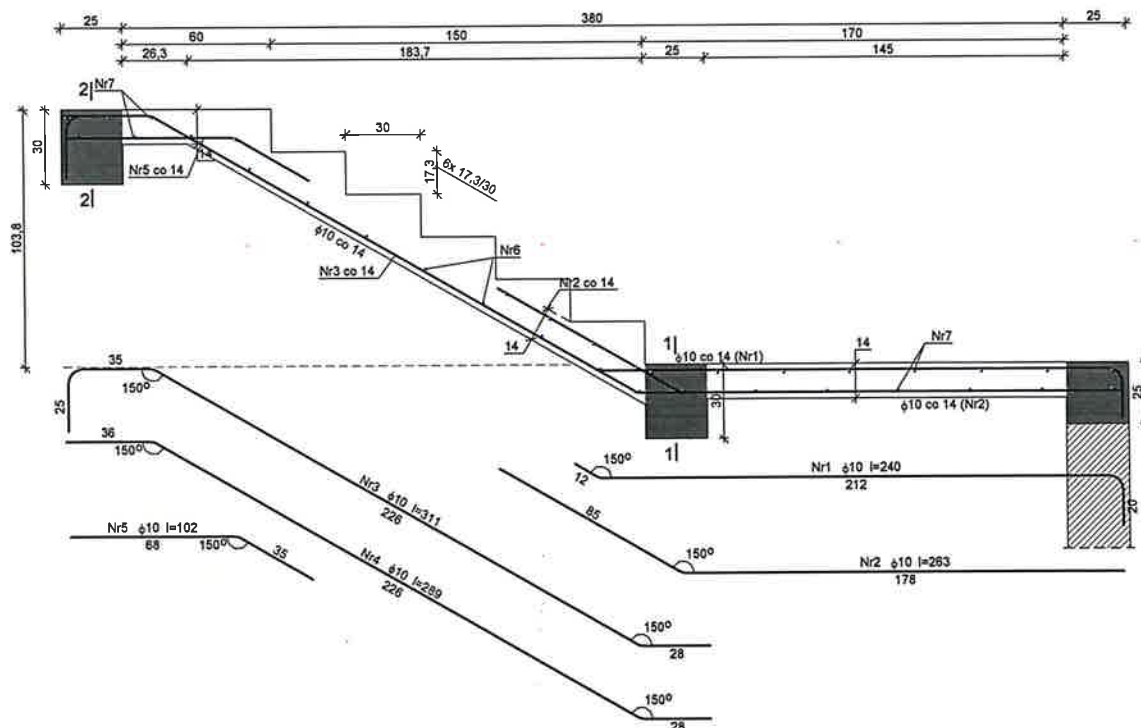 25 380 25
60 150 170
26,3 183,7 25 145
2 Nr7
30
30
Nr5 co 14
14
17,3
6x 17,3/30
2
103,8
ϕ10 co 14
Nr3 co 14
Nr6
Nr2 co 14
14
1
ϕ10 co 14 (Nr1)
14
Nr7
30
ϕ10 co 14 (Nr2)
25
1
35
150°
25
36
150°
Nr3 ϕ10 l=311
226
150°
12
Nr1 ϕ10 l=240
212
20
85
Nr5 ϕ10 l=102
68
150°
35
Nr4 ϕ10 l=289
226
150°
Nr2 ϕ10 l=263
178
150°
28
150°
28